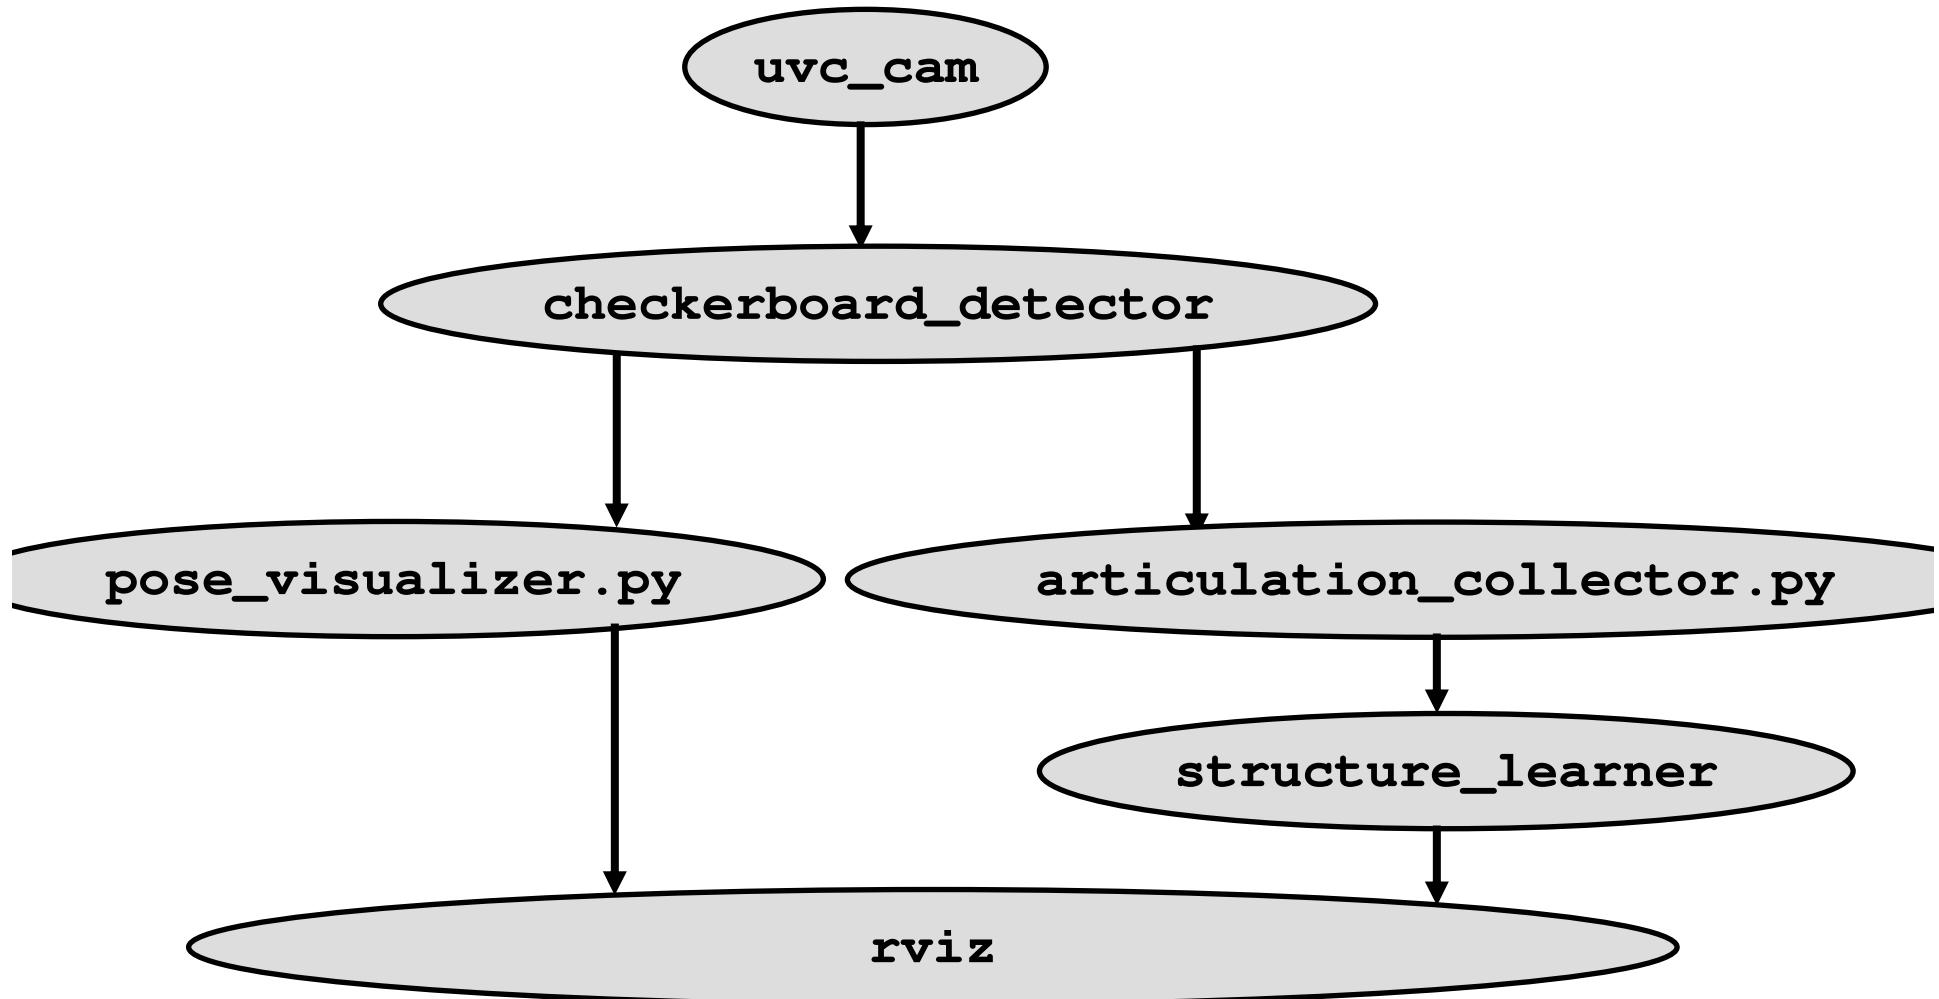 uvc_cam
checkerboard_detector
pose_visualizer.py
articulation_collector.py
structure_learner
rviz